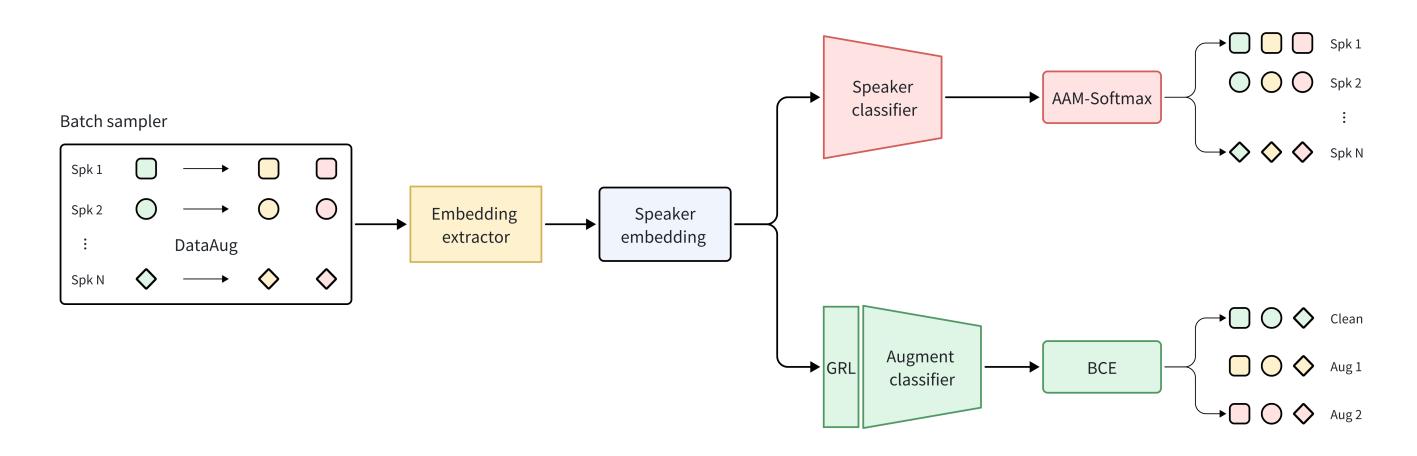 Batch sampler
Spk 1
Spk 2
⋮
DataAug
Spk N
Embedding
extractor
Speaker
embedding
Speaker
classifier
AAM-Softmax
Spk 1
Spk 2
⋮
Spk N
GRL
Augment
classifier
BCE
Clean
Aug 1
Aug 2